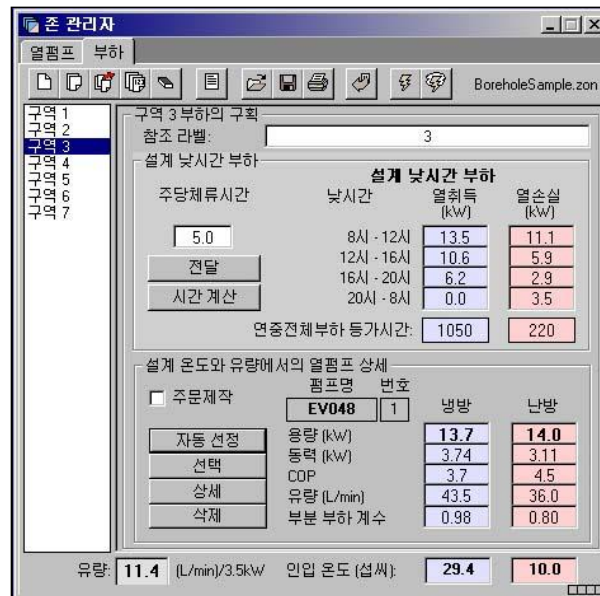 존 관리자
열펌프 부하
BoreholeSample.zon
구역 1
구역 2
구역 3
구역 4
구역 5
구역 6
구역 7
구역 3 부하의 구획
참조 라벨: 3
설계 낮시간 부하
설계 낮시간 부하
주당체류시간 낮시간 열취득 열손실
(kW) (kW)
5.0 8시 - 12시 13.5 11.1
전달 12시 - 16시 10.6 5.9
16시 - 20시 6.2 2.9
시간 계산 20시 - 8시 0.0 3.5
연중전체부하 등가시간: 1050 220
설계 온도와 유량에서의 열펌프 상세
주문제작 펌프명 번호
EV048 1 냉방 난방
자동 선정 용량 (kW) 13.7 14.0
선택 동력 (kW) 3.74 3.11
COP 3.7 4.5
상세 유량 (L/min) 43.5 36.0
삭제 부분 부하 계수 0.98 0.80
유량: 11.4 (L/min)/3.5kW 인입 온도 (섭씨): 29.4 10.0